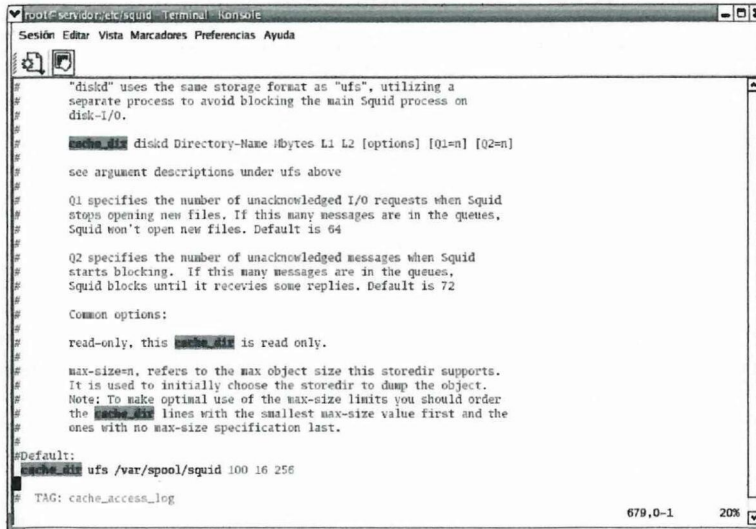 root@servidor:/etc/squid - Terminal - Konsole
Sesión Editar Vista Marcadores Preferencias Ayuda
# "diskd" uses the same storage format as "ufs", utilizing a
# separate process to avoid blocking the main Squid process on
# disk-I/O.
#
# cache_dir diskd Directory-Name Mbytes L1 L2 [options] [Q1=n] [Q2=n]
#
# see argument descriptions under ufs above
#
# Q1 specifies the number of unacknowledged I/O requests when Squid
# stops opening new files. If this many messages are in the queues,
# Squid won't open new files. Default is 64
#
# Q2 specifies the number of unacknowledged messages when Squid
# starts blocking. If this many messages are in the queues,
# Squid blocks until it recevies some replies. Default is 72
#
# Common options:
#
# read-only, this cache_dir is read only.
#
# max-size=n, refers to the max object size this storedir supports.
# It is used to initially choose the storedir to dump the object.
# Note: To make optimal use of the max-size limits you should order
# the cache_dir lines with the smallest max-size value first and the
# ones with no max-size specification last.
#
#Default:
cache_dir ufs /var/spool/squid 100 16 256
# TAG: cache_access_log
679,0-1 20%